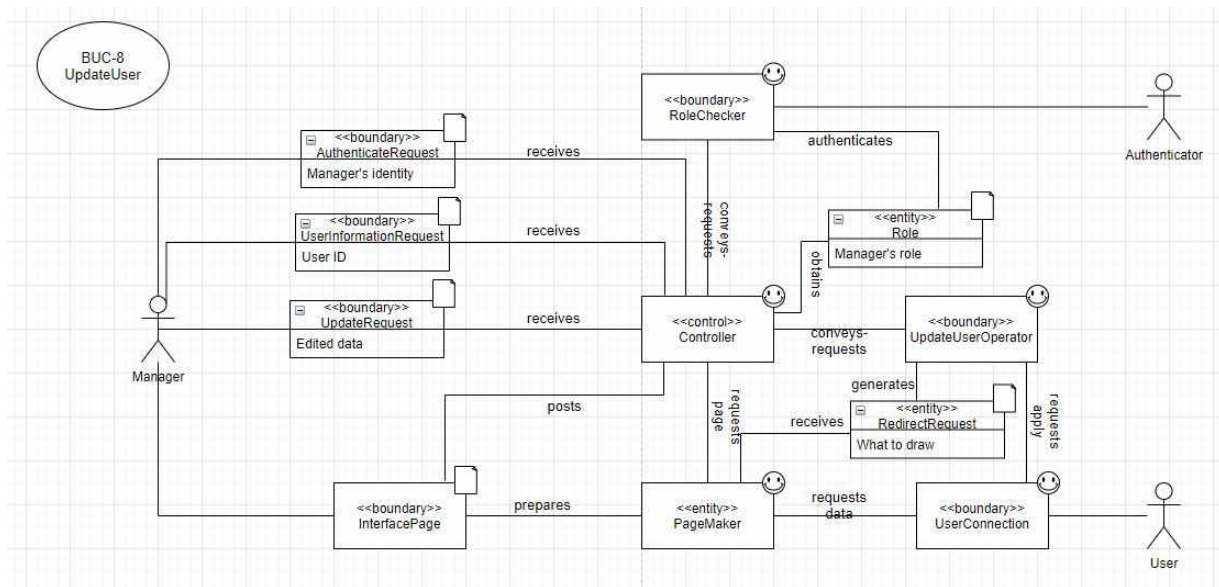 BUC-8
UpdateUser
<<boundary>>
RoleChecker
Authenticator
authenticates
<<boundary>>
AuthenticateRequest
Manager's identity
receives
conveys-
requests
<<entity>>
Role
Manager's role
obtains
<<boundary>>
UserInformationRequest
User ID
receives
<<boundary>>
UpdateRequest
Edited data
receives
Manager
<<control>>
Controller
conveys-
requests
<<boundary>>
UpdateUserOperator
generates
requests
apply
posts
requests
page
receives
<<entity>>
RedirectRequest
What to draw
<<boundary>>
InterfacePage
prepares
<<entity>>
PageMaker
requests
data
<<boundary>>
UserConnection
User